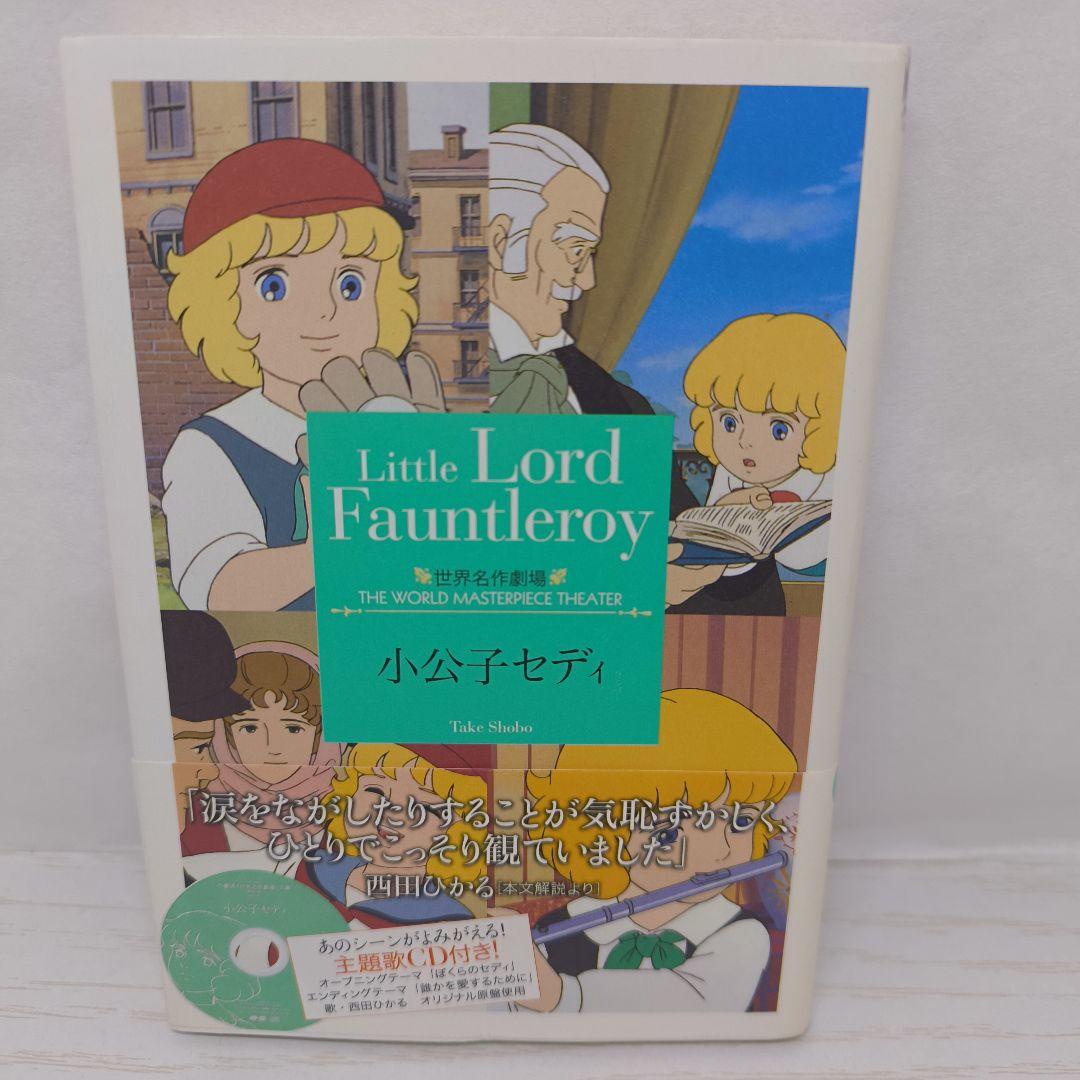 Little Lord
Fauntleroy
世界名作劇場
THE WORLD MASTERPIECE THEATER
小公子セディ
Take Shobo
「涙をながしたりすることが気恥ずかしく、
ひとりでこっそり観ていました」
西田ひかる［本文解説より］
小公子セディ
あのシーンがよみがえる!
主題歌CD付き!
オープニングテーマ「ぼくらのセディ」
エンディングテーマ「誰かを愛するために」
歌・西田ひかる オリジナル原盤使用